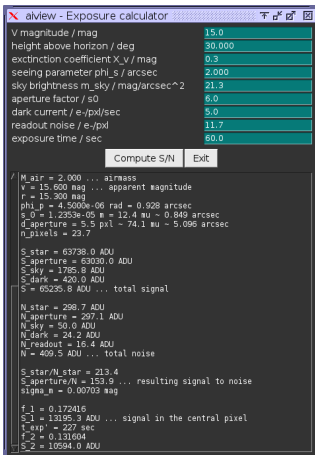 aiview - Exposure calculator
V magnitude / mag 15.0
height above horizon / deg 30.000
exctinction coefficient X_v / mag 0.3
seeing parameter phi_s / arcsec 2.000
sky brightness m_sky / mag/arcsec^2 21.3
aperture factor / s0 6.0
dark current / e-/pxl/sec 5.0
readout noise / e-/pxl 11.7
exposure time / sec 60.0
Compute S/N Exit
M_air = 2.000 ... airmass
v = 15.600 mag ... apparent magnitude
r = 15.300 mag
phi_p = 4.5000e-06 rad = 0.928 arcsec
s_0 = 1.2353e-05 m = 12.4 mu ~ 0.849 arcsec
d_aperture = 5.5 pxl ~ 74.1 mu ~ 5.096 arcsec
n_pixels = 23.7
S_star = 63738.0 ADU
S_aperture = 63030.0 ADU
S_sky = 1785.8 ADU
S_dark = 420.0 ADU
S = 65235.8 ADU ... total signal
N_star = 298.7 ADU
N_aperture = 297.1 ADU
N_sky = 50.0 ADU
N_dark = 24.2 ADU
N_readout = 16.4 ADU
N = 409.5 ADU ... total noise
S_star/N_star = 213.4
S_aperture/N = 153.9 ... resulting signal to noise
sigma_m = 0.00703 mag
f_1 = 0.172416
S_1 = 13195.3 ADU ... signal in the central pixel
t_exp' = 227 sec
f_2 = 0.131604
S_2 = 10594.0 ADU